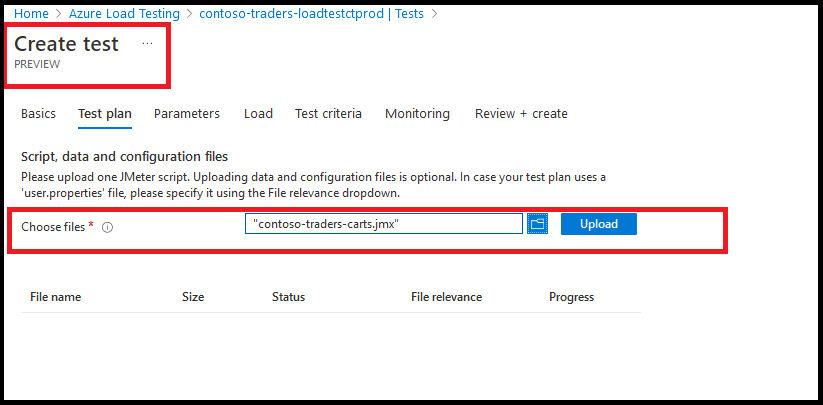 Home > Azure Load Testing > contoso-traders-loadtestctprod | Tests >
Create test ...
PREVIEW
Basics Test plan Parameters Load Test criteria Monitoring Review + create
Script, data and configuration files
Please upload one JMeter script. Uploading data and configuration files is optional. In case your test plan uses a
'user.properties' file, please specify it using the File relevance dropdown.
Choose files * "contoso-traders-carts.jmx" Upload
File name Size Status File relevance Progress